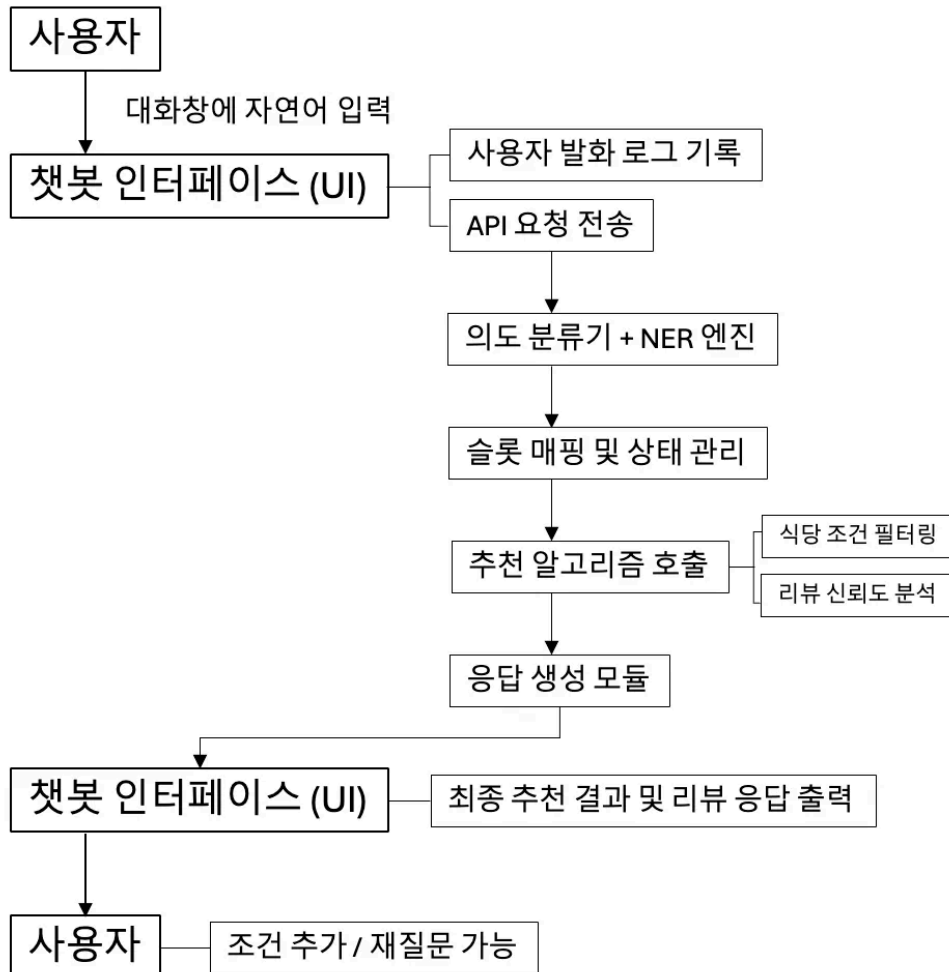 사용자
대화창에 자연어 입력
챗봇 인터페이스 (UI)
사용자 발화 로그 기록
API 요청 전송
의도 분류기 + NER 엔진
슬롯 매핑 및 상태 관리
추천 알고리즘 호출
식당 조건 필터링
리뷰 신뢰도 분석
응답 생성 모듈
챗봇 인터페이스 (UI)
최종 추천 결과 및 리뷰 응답 출력
사용자
조건 추가 / 재질문 가능